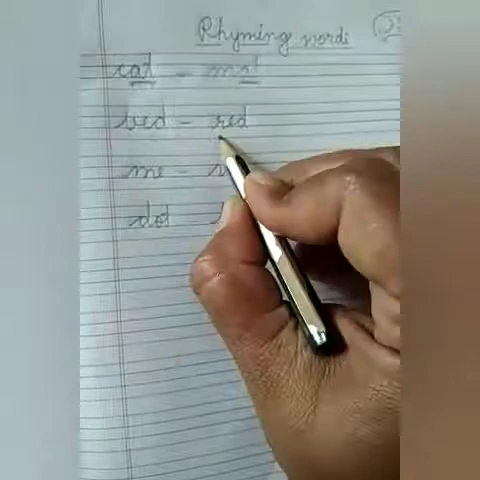 Rhyming words
cat - mat
bed - red
me -
dot